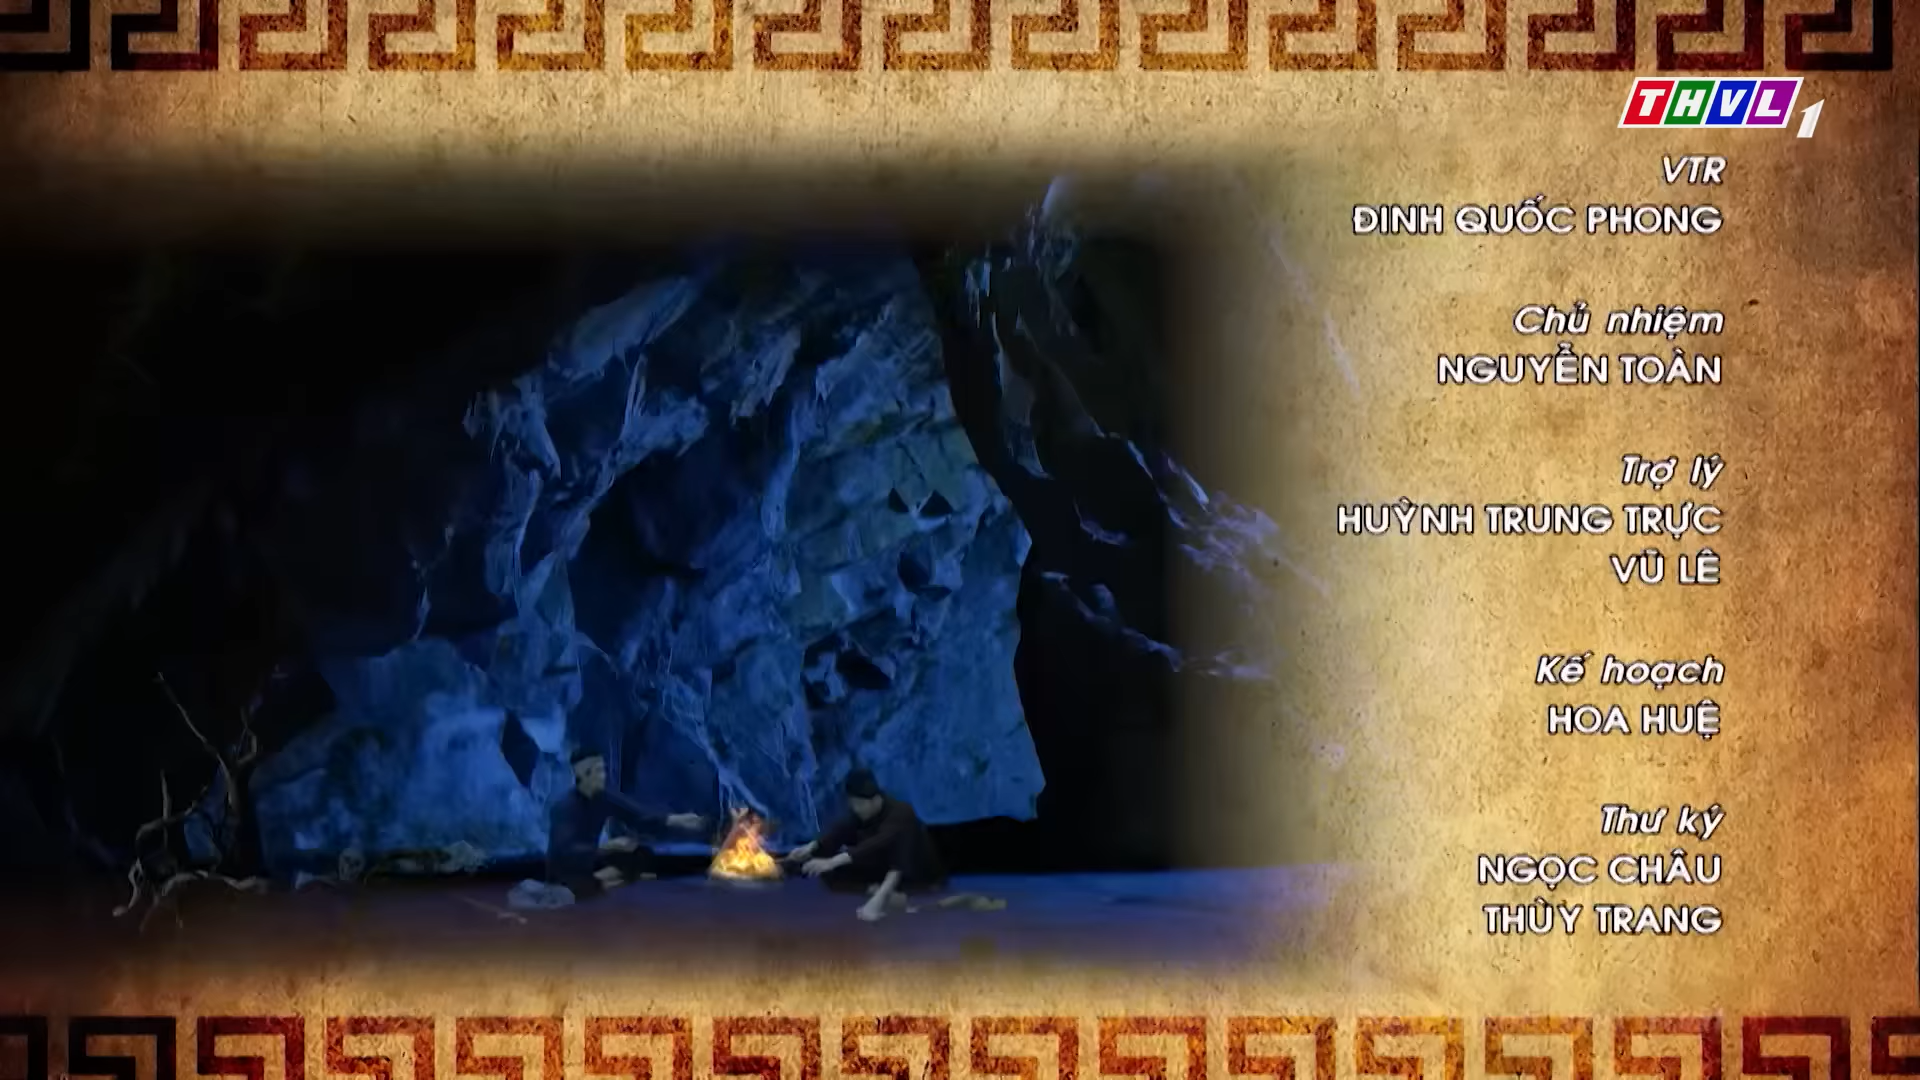 THVL1
VTR
ĐINH QUỐC PHONG
Chủ nhiệm
NGUYỄN TOÀN
Trợ lý
HUỲNH TRUNG TRỰC
VŨ LÊ
Kế hoạch
HOA HUỆ
Thư ký
NGỌC CHÂU
THÙY TRANG